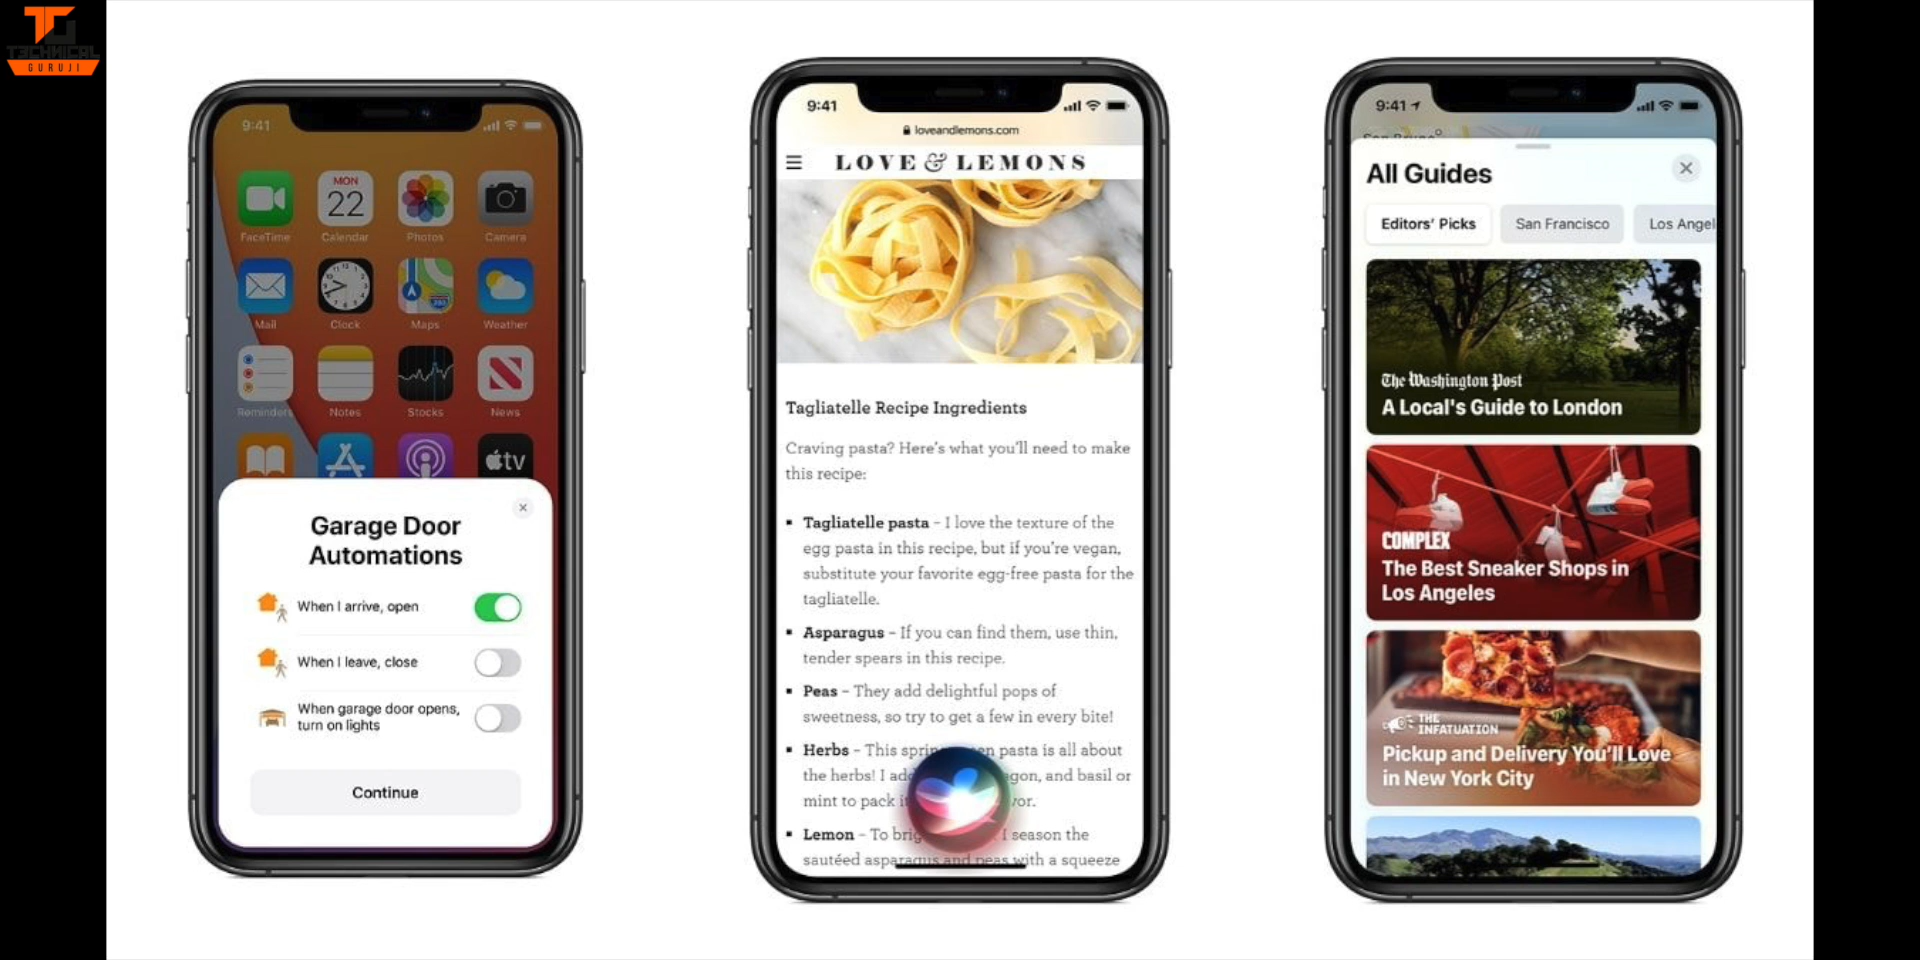 TECHNICAL
GURUJI
9:41
FaceTime
MON
22
Calendar
Photos
Camera
Mail
Clock
Maps
Weather
Reminders
Notes
Stocks
News
tv
Garage Door
Automations
When I arrive, open
When I leave, close
When garage door opens,
turn on lights
Continue
9:41
loveandlemons.com
LOVE & LEMONS
Tagliatelle Recipe Ingredients
Craving pasta? Here's what you'll need to make
this recipe:
Tagliatelle pasta – I love the texture of the
egg pasta in this recipe, but if you're vegan,
substitute your favorite egg-free pasta for the
tagliatelle.
Asparagus – If you can find them, use thin,
tender spears in this recipe.
Peas – They add delightful pops of
sweetness, so try to get a few in every bite!
Herbs – This pasta is all about
the herbs! I and basil or
mint to pack
Lemon – To I season the
sautéed asparagus and peas with a squeeze
9:41
All Guides
Editors' Picks
San Francisco
Los Angel
The Washington Post
A Local's Guide to London
COMPLEX
The Best Sneaker Shops in
Los Angeles
THE
INFATUATION
Pickup and Delivery You'll Love
in New York City